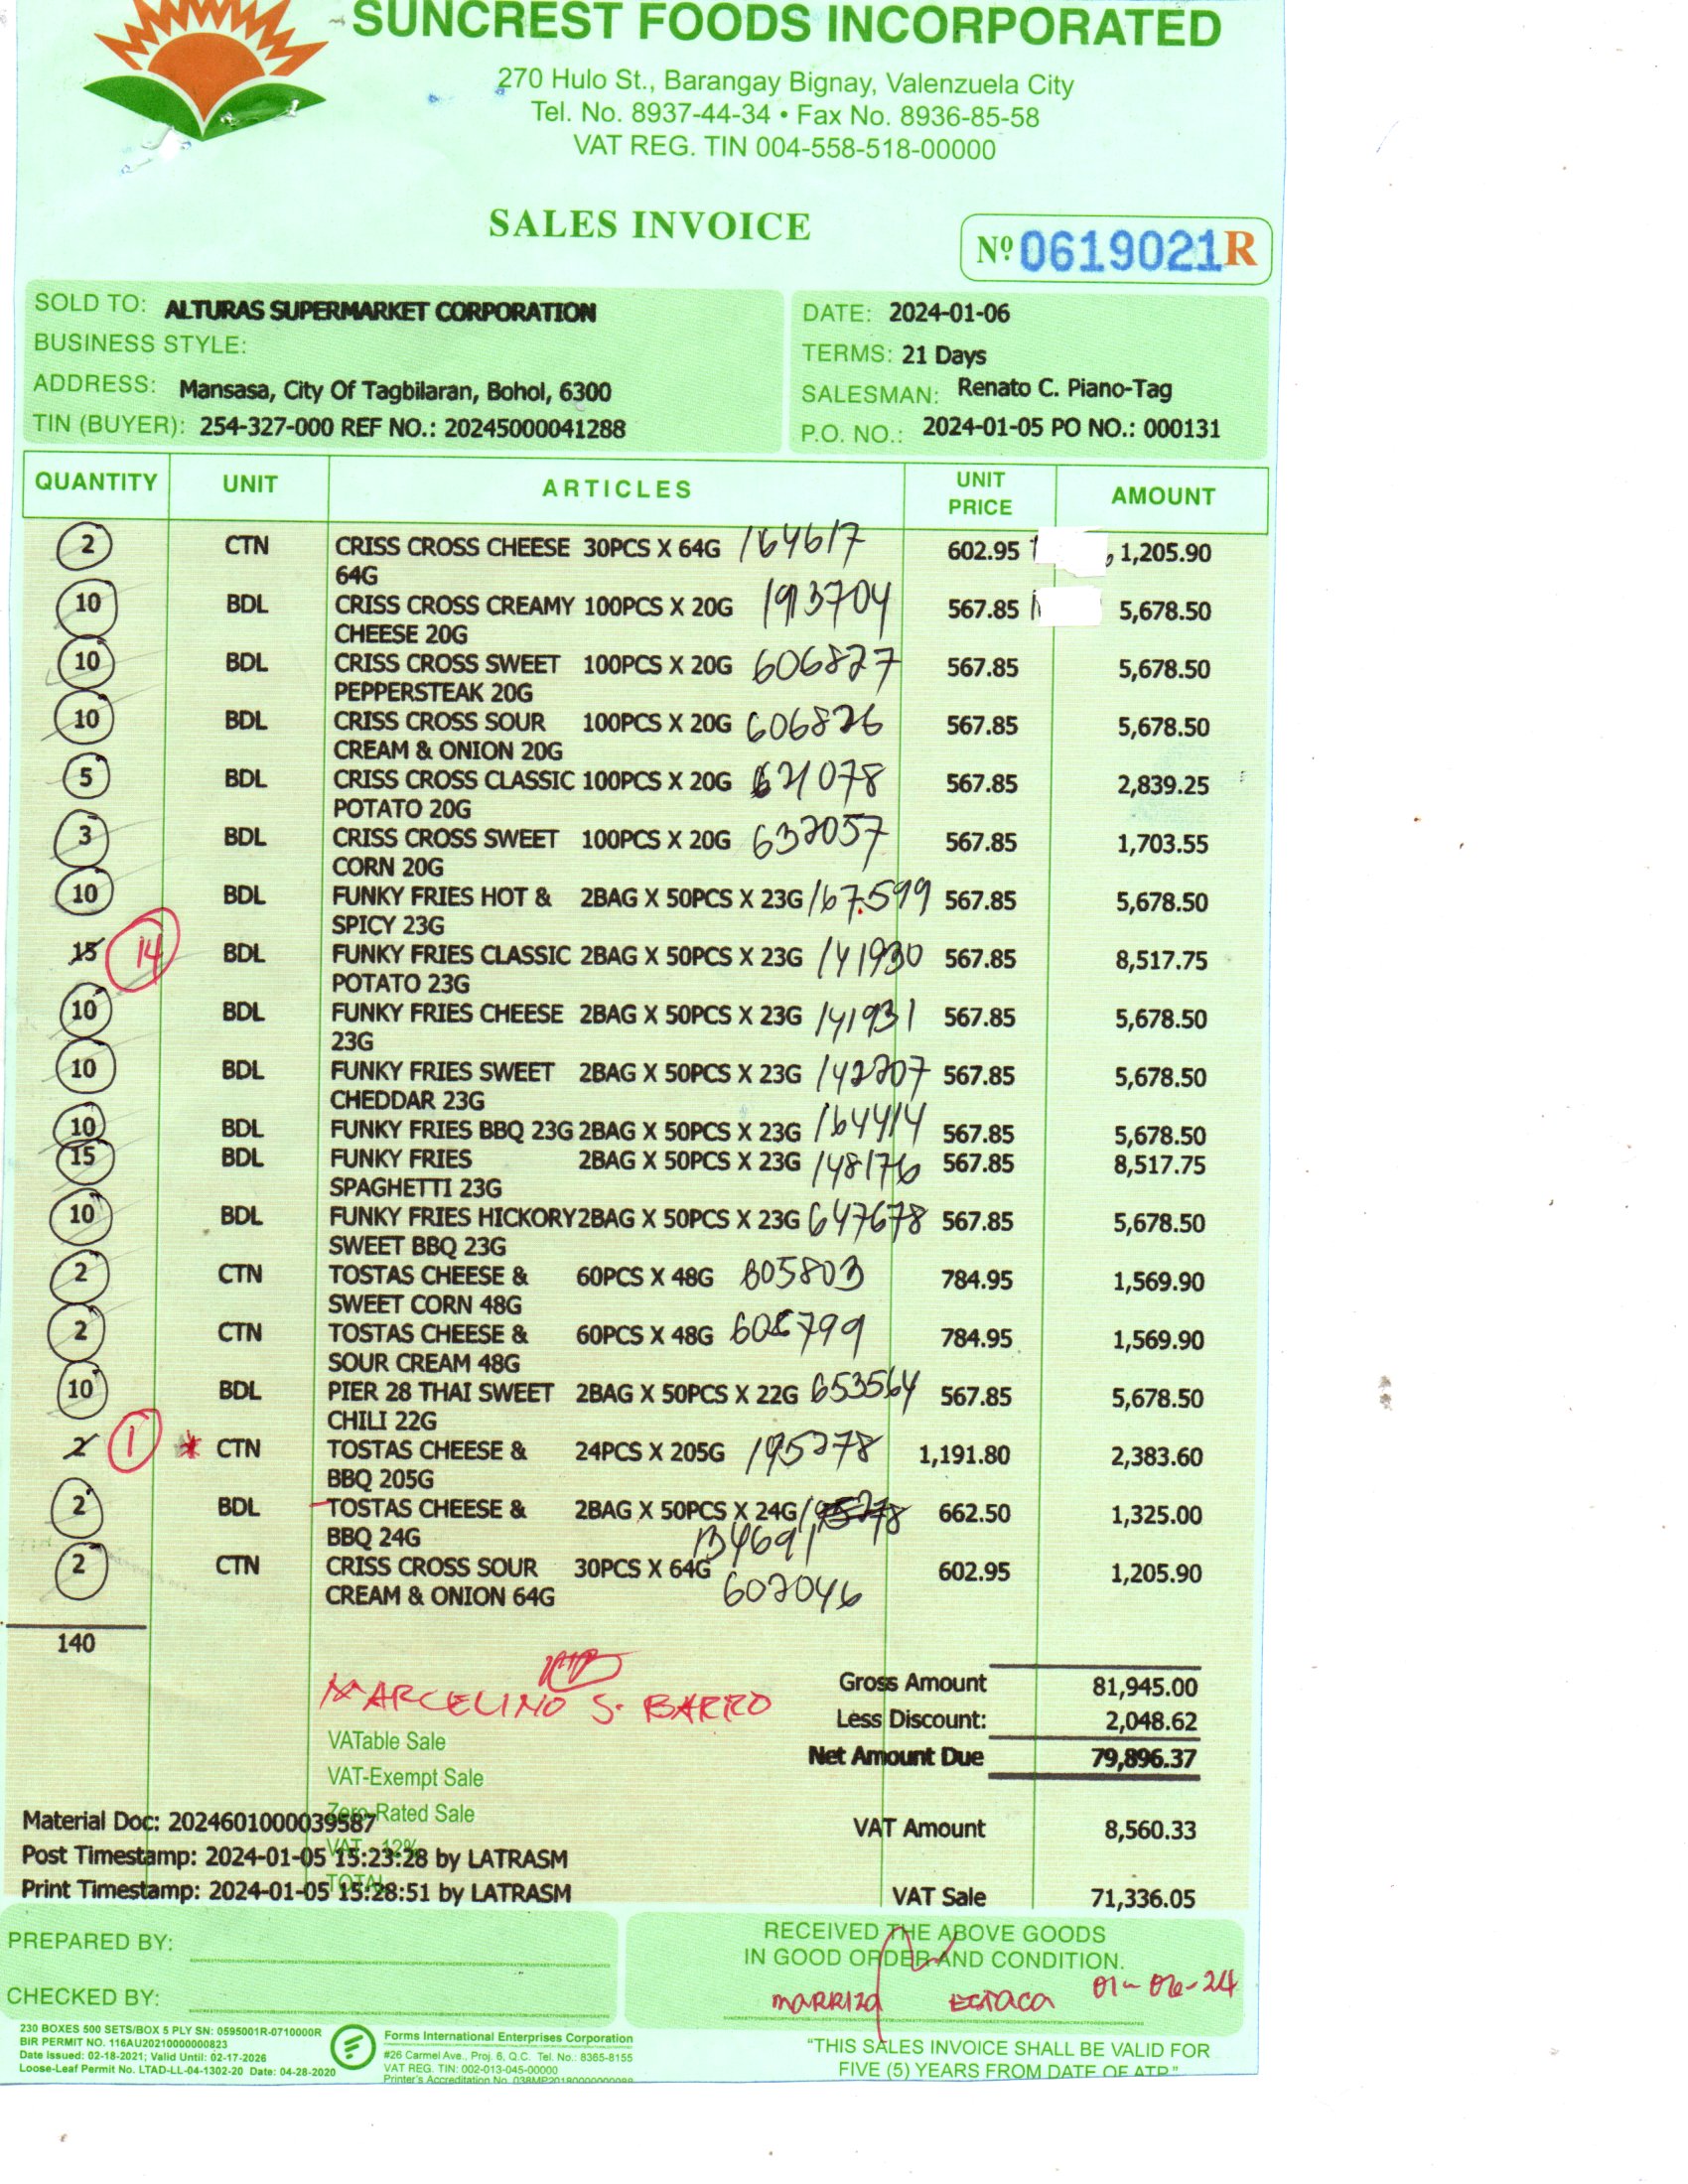 SUNCREST FOODS INCORPORATED
270 Hulo St., Barangay Bignay, Valenzuela City
Tel. No. 8937-44-34 • Fax No. 8936-85-58
VAT REG. TIN 004-558-518-00000
SALES INVOICE
Nº 0619021R
SOLD TO: ALTURAS SUPERMARKET CORPORATION
BUSINESS STYLE:
ADDRESS: Mansasa, City Of Tagbilaran, Bohol, 6300
TIN (BUYER): 254-327-000 REF NO.: 20245000041288
DATE: 2024-01-06
TERMS: 21 Days
SALESMAN: Renato C. Piano-Tag
P.O. NO.: 2024-01-05 PO NO.: 000131
QUANTITY UNIT ARTICLES UNIT PRICE AMOUNT
2 CTN CRISS CROSS CHEESE 30PCS X 64G 164617 602.95 1,205.90
64G
10 BDL CRISS CROSS CREAMY 100PCS X 20G 1913704 567.85 5,678.50
CHEESE 20G
10 BDL CRISS CROSS SWEET 100PCS X 20G 606827 567.85 5,678.50
PEPPERSTEAK 20G
10 BDL CRISS CROSS SOUR 100PCS X 20G 606826 567.85 5,678.50
CREAM & ONION 20G
5 BDL CRISS CROSS CLASSIC 100PCS X 20G 621078 567.85 2,839.25
POTATO 20G
3 BDL CRISS CROSS SWEET 100PCS X 20G 632057 567.85 1,703.55
CORN 20G
10 BDL FUNKY FRIES HOT & 2BAG X 50PCS X 23G 167599 567.85 5,678.50
SPICY 23G
15 14 BDL FUNKY FRIES CLASSIC 2BAG X 50PCS X 23G 141930 567.85 8,517.75
POTATO 23G
10 BDL FUNKY FRIES CHEESE 2BAG X 50PCS X 23G 141931 567.85 5,678.50
23G
10 BDL FUNKY FRIES SWEET 2BAG X 50PCS X 23G 142207 567.85 5,678.50
CHEDDAR 23G
10 BDL FUNKY FRIES BBQ 23G 2BAG X 50PCS X 23G 164414 567.85 5,678.50
15 BDL FUNKY FRIES 2BAG X 50PCS X 23G 148176 567.85 8,517.75
SPAGHETTI 23G
10 BDL FUNKY FRIES HICKORY 2BAG X 50PCS X 23G 647678 567.85 5,678.50
SWEET BBQ 23G
2 CTN TOSTAS CHEESE & 60PCS X 48G 605803 784.95 1,569.90
SWEET CORN 48G
2 CTN TOSTAS CHEESE & 60PCS X 48G 784.95 1,569.90
SOUR CREAM 48G
10 BDL PIER 28 THAI SWEET 2BAG X 50PCS X 22G 653564 567.85 5,678.50
CHILI 22G
2 1 * CTN TOSTAS CHEESE & 24PCS X 205G 195278 1,191.80 2,383.60
BBQ 205G
2 BDL TOSTAS CHEESE & 2BAG X 50PCS X 24G 195278 662.50 1,325.00
BBQ 24G 134691
2 CTN CRISS CROSS SOUR 30PCS X 64G 602.95 1,205.90
CREAM & ONION 64G 602046
140
MARCELINO S. BARRO
Gross Amount 81,945.00
Less Discount: 2,048.62
Net Amount Due 79,896.37
VATable Sale
VAT-Exempt Sale
Zero-Rated Sale
VAT - 12%
TOTAL
Material Doc: 2024601000039587
Post Timestamp: 2024-01-05 15:23:28 by LATRASM
Print Timestamp: 2024-01-05 15:28:51 by LATRASM
VAT Amount 8,560.33
VAT Sale 71,336.05
PREPARED BY:
CHECKED BY:
RECEIVED THE ABOVE GOODS
IN GOOD ORDER AND CONDITION.
01-06-24
230 BOXES 500 SETS/BOX 5 PLY SN: 0595001R-0710000R
BIR PERMIT NO. 116AU20210000000823
Date Issued: 02-18-2021; Valid Until: 02-17-2026
Loose-Leaf Permit No. LTAD-LL-04-1302-20 Date: 04-28-2020
Forms International Enterprises Corporation
#26 Carmel Ave., Proj. 6, Q.C. Tel. No.: 8365-8155
VAT REG. TIN: 002-013-045-00000
Printer's Accreditation No.
"THIS SALES INVOICE SHALL BE VALID FOR
FIVE (5) YEARS FROM DATE OF ATP."